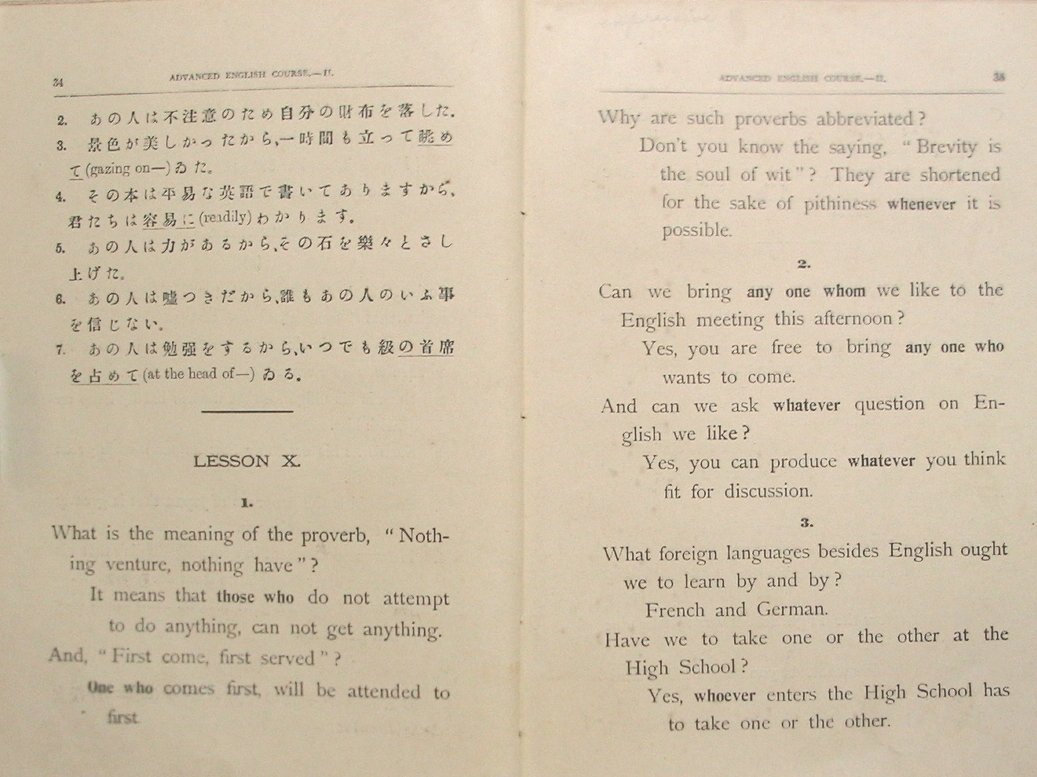 34
ADVANCED ENGLISH COURSE.—II.
2. あの人は不注意のため自分の財布を落した。
3. 景色が美しかったから、一時間も立って眺め
て(gazing on—)ゐた。
4. その本は平易な英語で書いてありますから、
君たちは容易に(readily)わかります。
5. あの人は力があるから、その石を樂々とさし
上げた。
6. あの人は嘘つきだから、誰もあの人のいふ事
を信じない。
7. あの人は勉强をするから、いつでも級の首席
を占めて(at the head of—)ゐる。
LESSON X.
1.
What is the meaning of the proverb, “Noth-
ing venture, nothing have”?
It means that those who do not attempt
to do anything, can not get anything.
And, “First come, first served”?
One who comes first, will be attended to
first.
ADVANCED ENGLISH COURSE.—II.
Why are such proverbs abbreviated?
Don't you know the saying, “Brevity is
the soul of wit”? They are shortened
for the sake of pithiness whenever it is
possible.
2.
Can we bring any one whom we like to the
English meeting this afternoon?
Yes, you are free to bring any one who
wants to come.
And can we ask whatever question on En-
glish we like?
Yes, you can produce whatever you think
fit for discussion.
3.
What foreign languages besides English ought
we to learn by and by?
French and German.
Have we to take one or the other at the
High School?
Yes, whoever enters the High School has
to take one or the other.